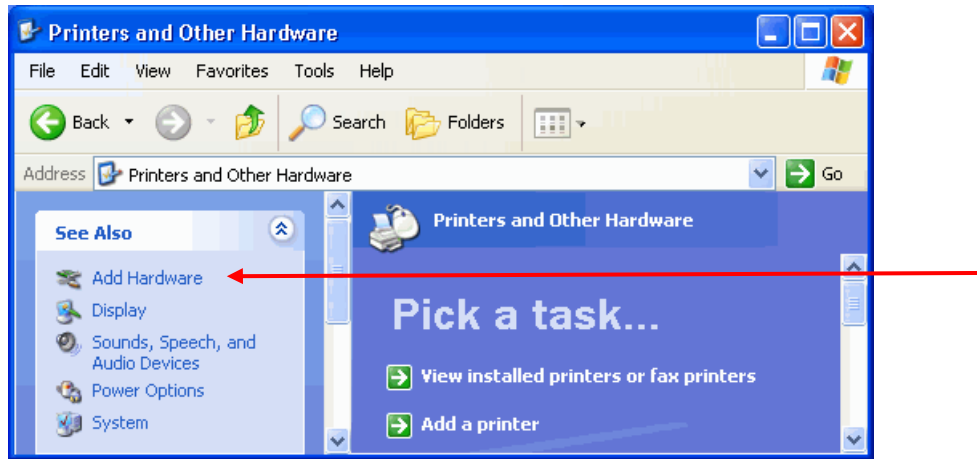 Printers and Other Hardware
File Edit View Favorites Tools Help
Back Search Folders
Address Printers and Other Hardware Go
See Also
Add Hardware
Display
Sounds, Speech, and
Audio Devices
Power Options
System
Printers and Other Hardware
Pick a task...
View installed printers or fax printers
Add a printer